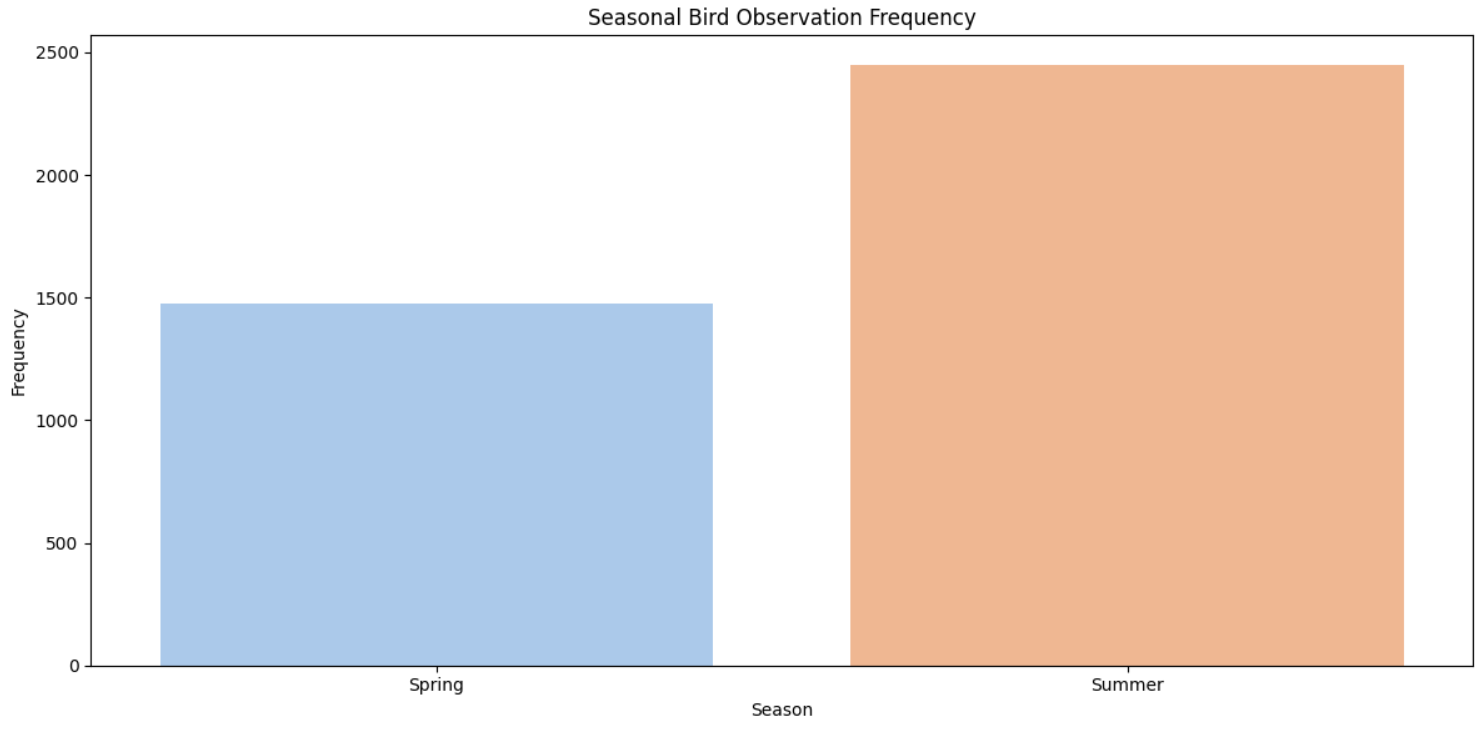 Seasonal Bird Observation Frequency
2500
2000
1500
1000
500
0
Frequency
Spring
Summer
Season